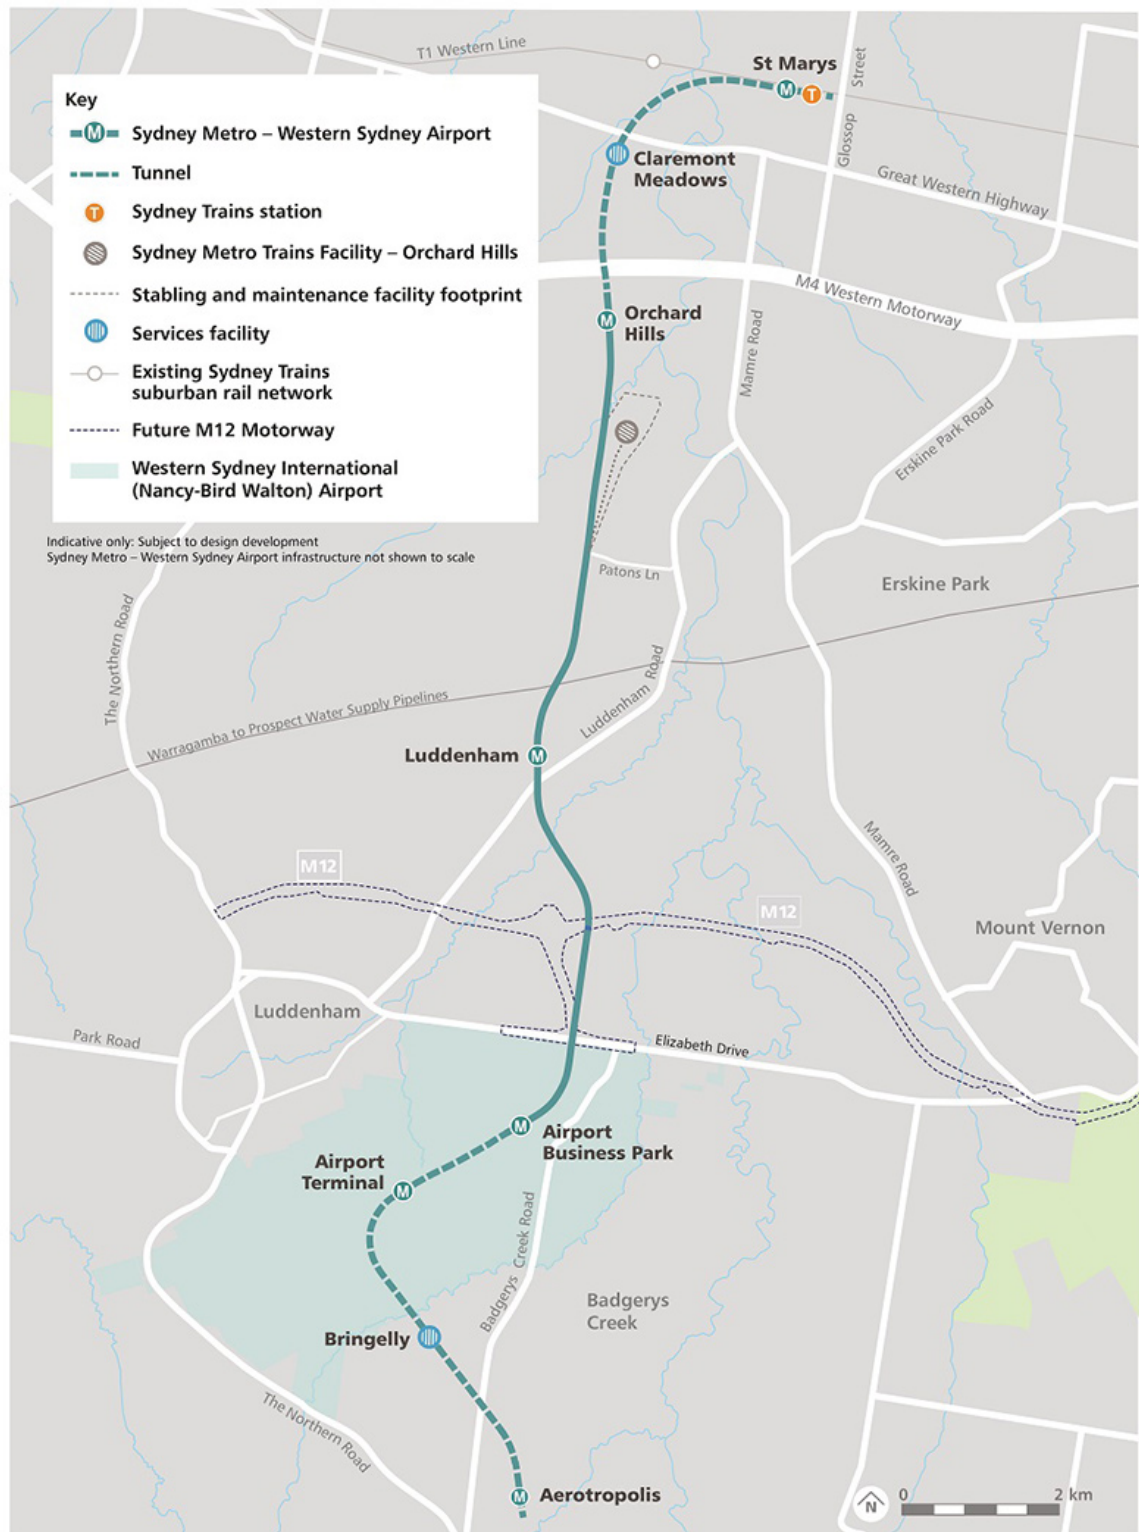 T1 Western Line
St Marys
M
T
Glossop Street
Key
M Sydney Metro – Western Sydney Airport
Tunnel
T Sydney Trains station
Sydney Metro Trains Facility – Orchard Hills
Stabling and maintenance facility footprint
Services facility
Existing Sydney Trains
suburban rail network
Future M12 Motorway
Western Sydney International
(Nancy-Bird Walton) Airport
Indicative only: Subject to design development
Sydney Metro – Western Sydney Airport infrastructure not shown to scale
Claremont
Meadows
Great Western Highway
M4 Western Motorway
M
Orchard
Hills
Mamre Road
Erskine Park Road
Patons Ln
Erskine Park
The Northern Road
Warragamba to Prospect Water Supply Pipelines
Luddenham Road
Luddenham
M
Mamre Road
M12
M12
Mount Vernon
Luddenham
Park Road
Elizabeth Drive
M
Airport
Business Park
Airport
Terminal
M
Badgerys Creek Road
Badgerys
Creek
Bringelly
The Northern Road
M
Aerotropolis
N
0
2 km